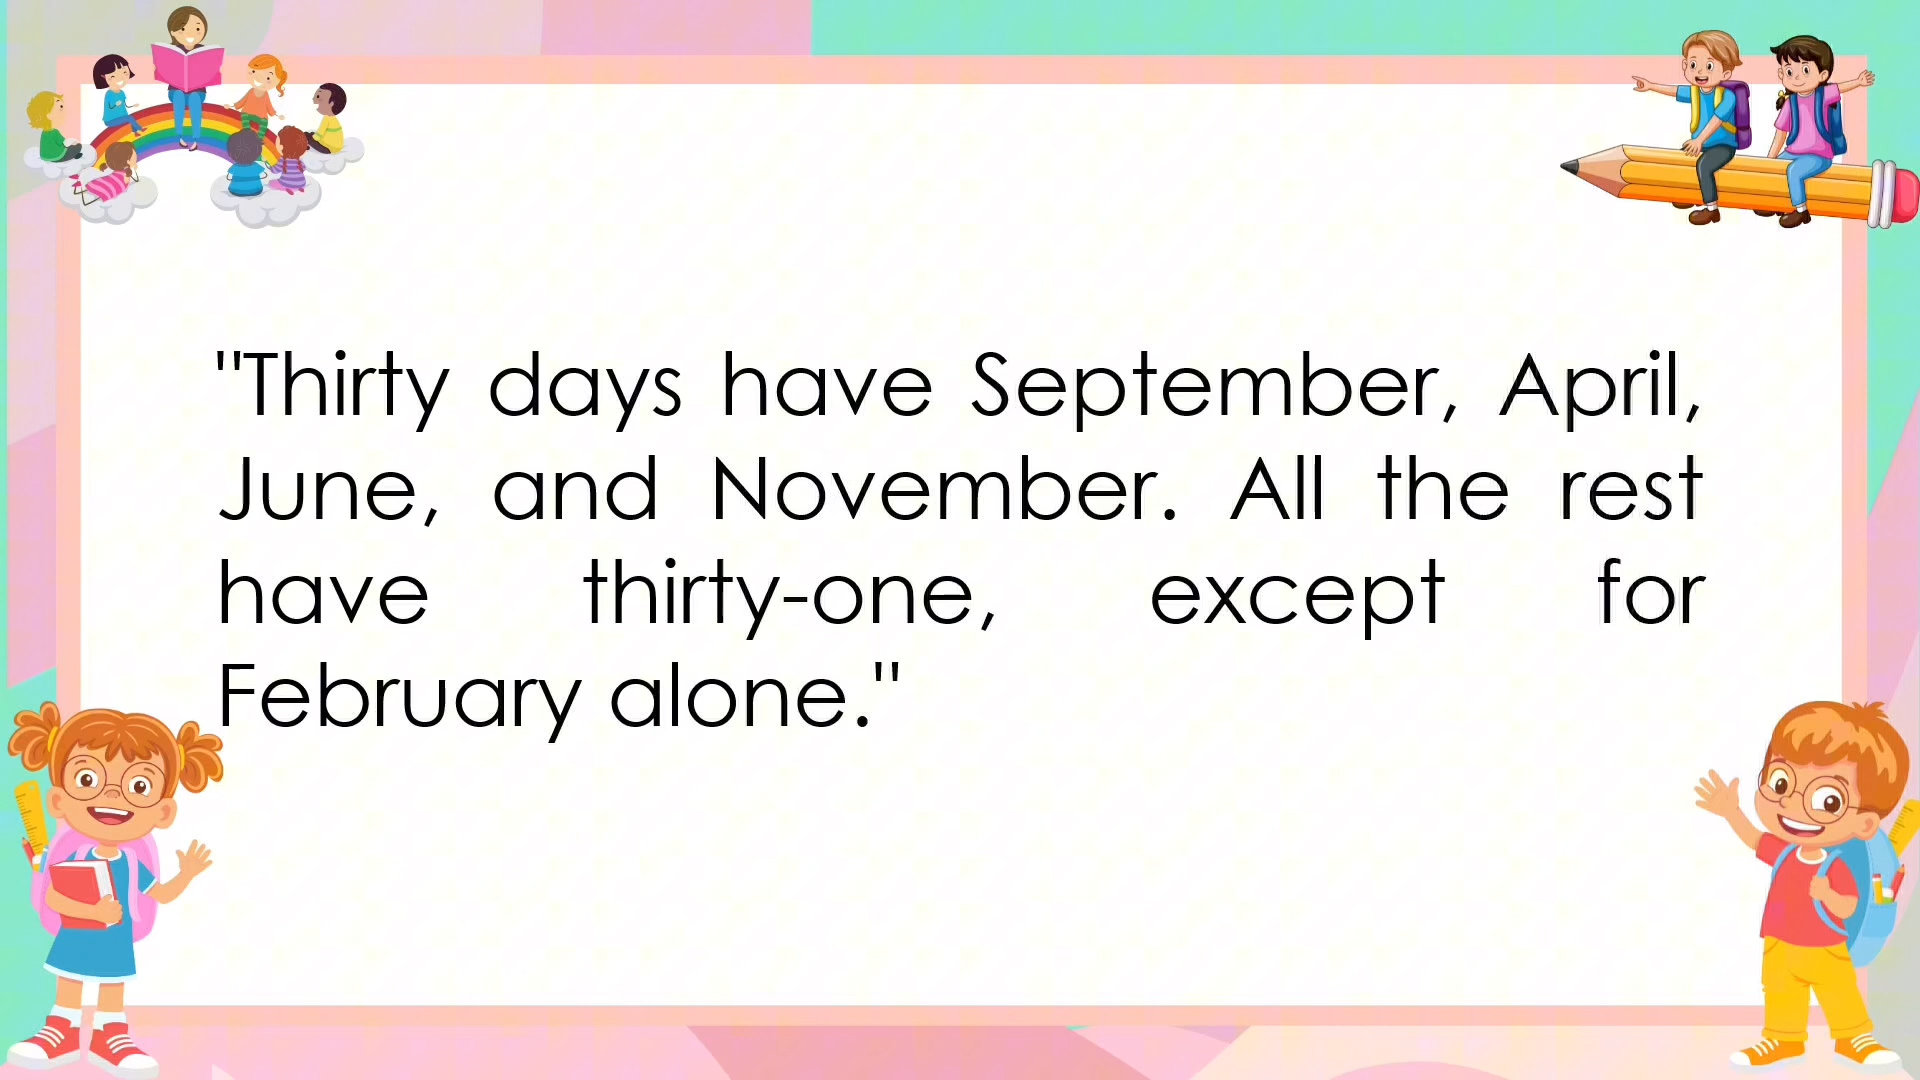 "Thirty days have September, April,
June, and November. All the rest
have thirty-one, except for
February alone."